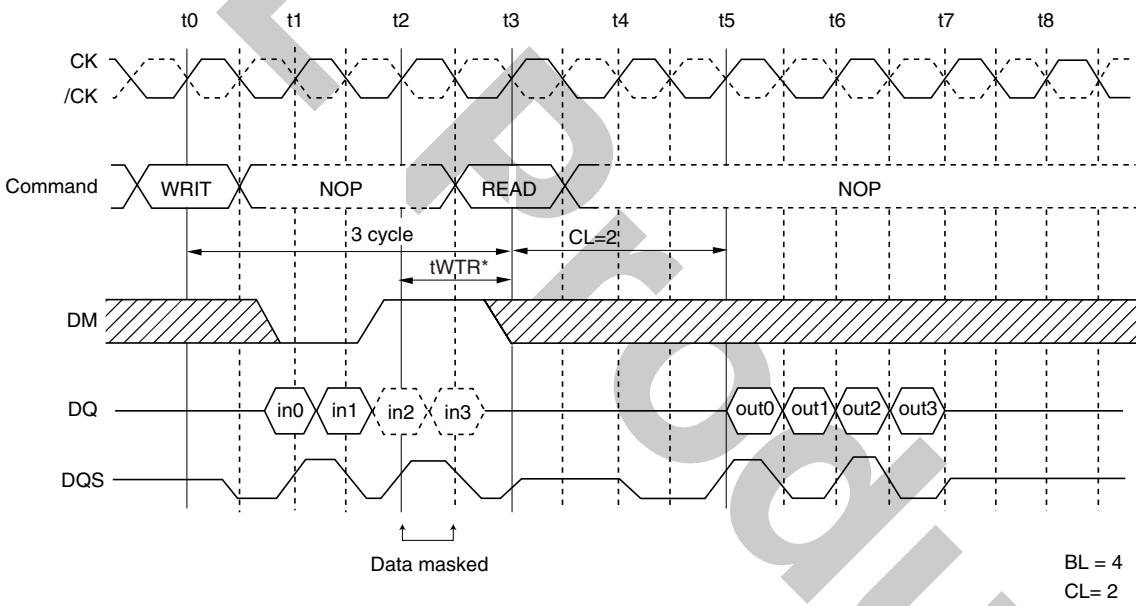 t0 t1 t2 t3 t4 t5 t6 t7 t8
CK
/CK
Command WRIT NOP READ NOP
3 cycle CL=2
tWTR*
DM
DQ in0 in1 in2 in3 out0 out1 out2 out3
DQS
Data masked
BL = 4
CL= 2